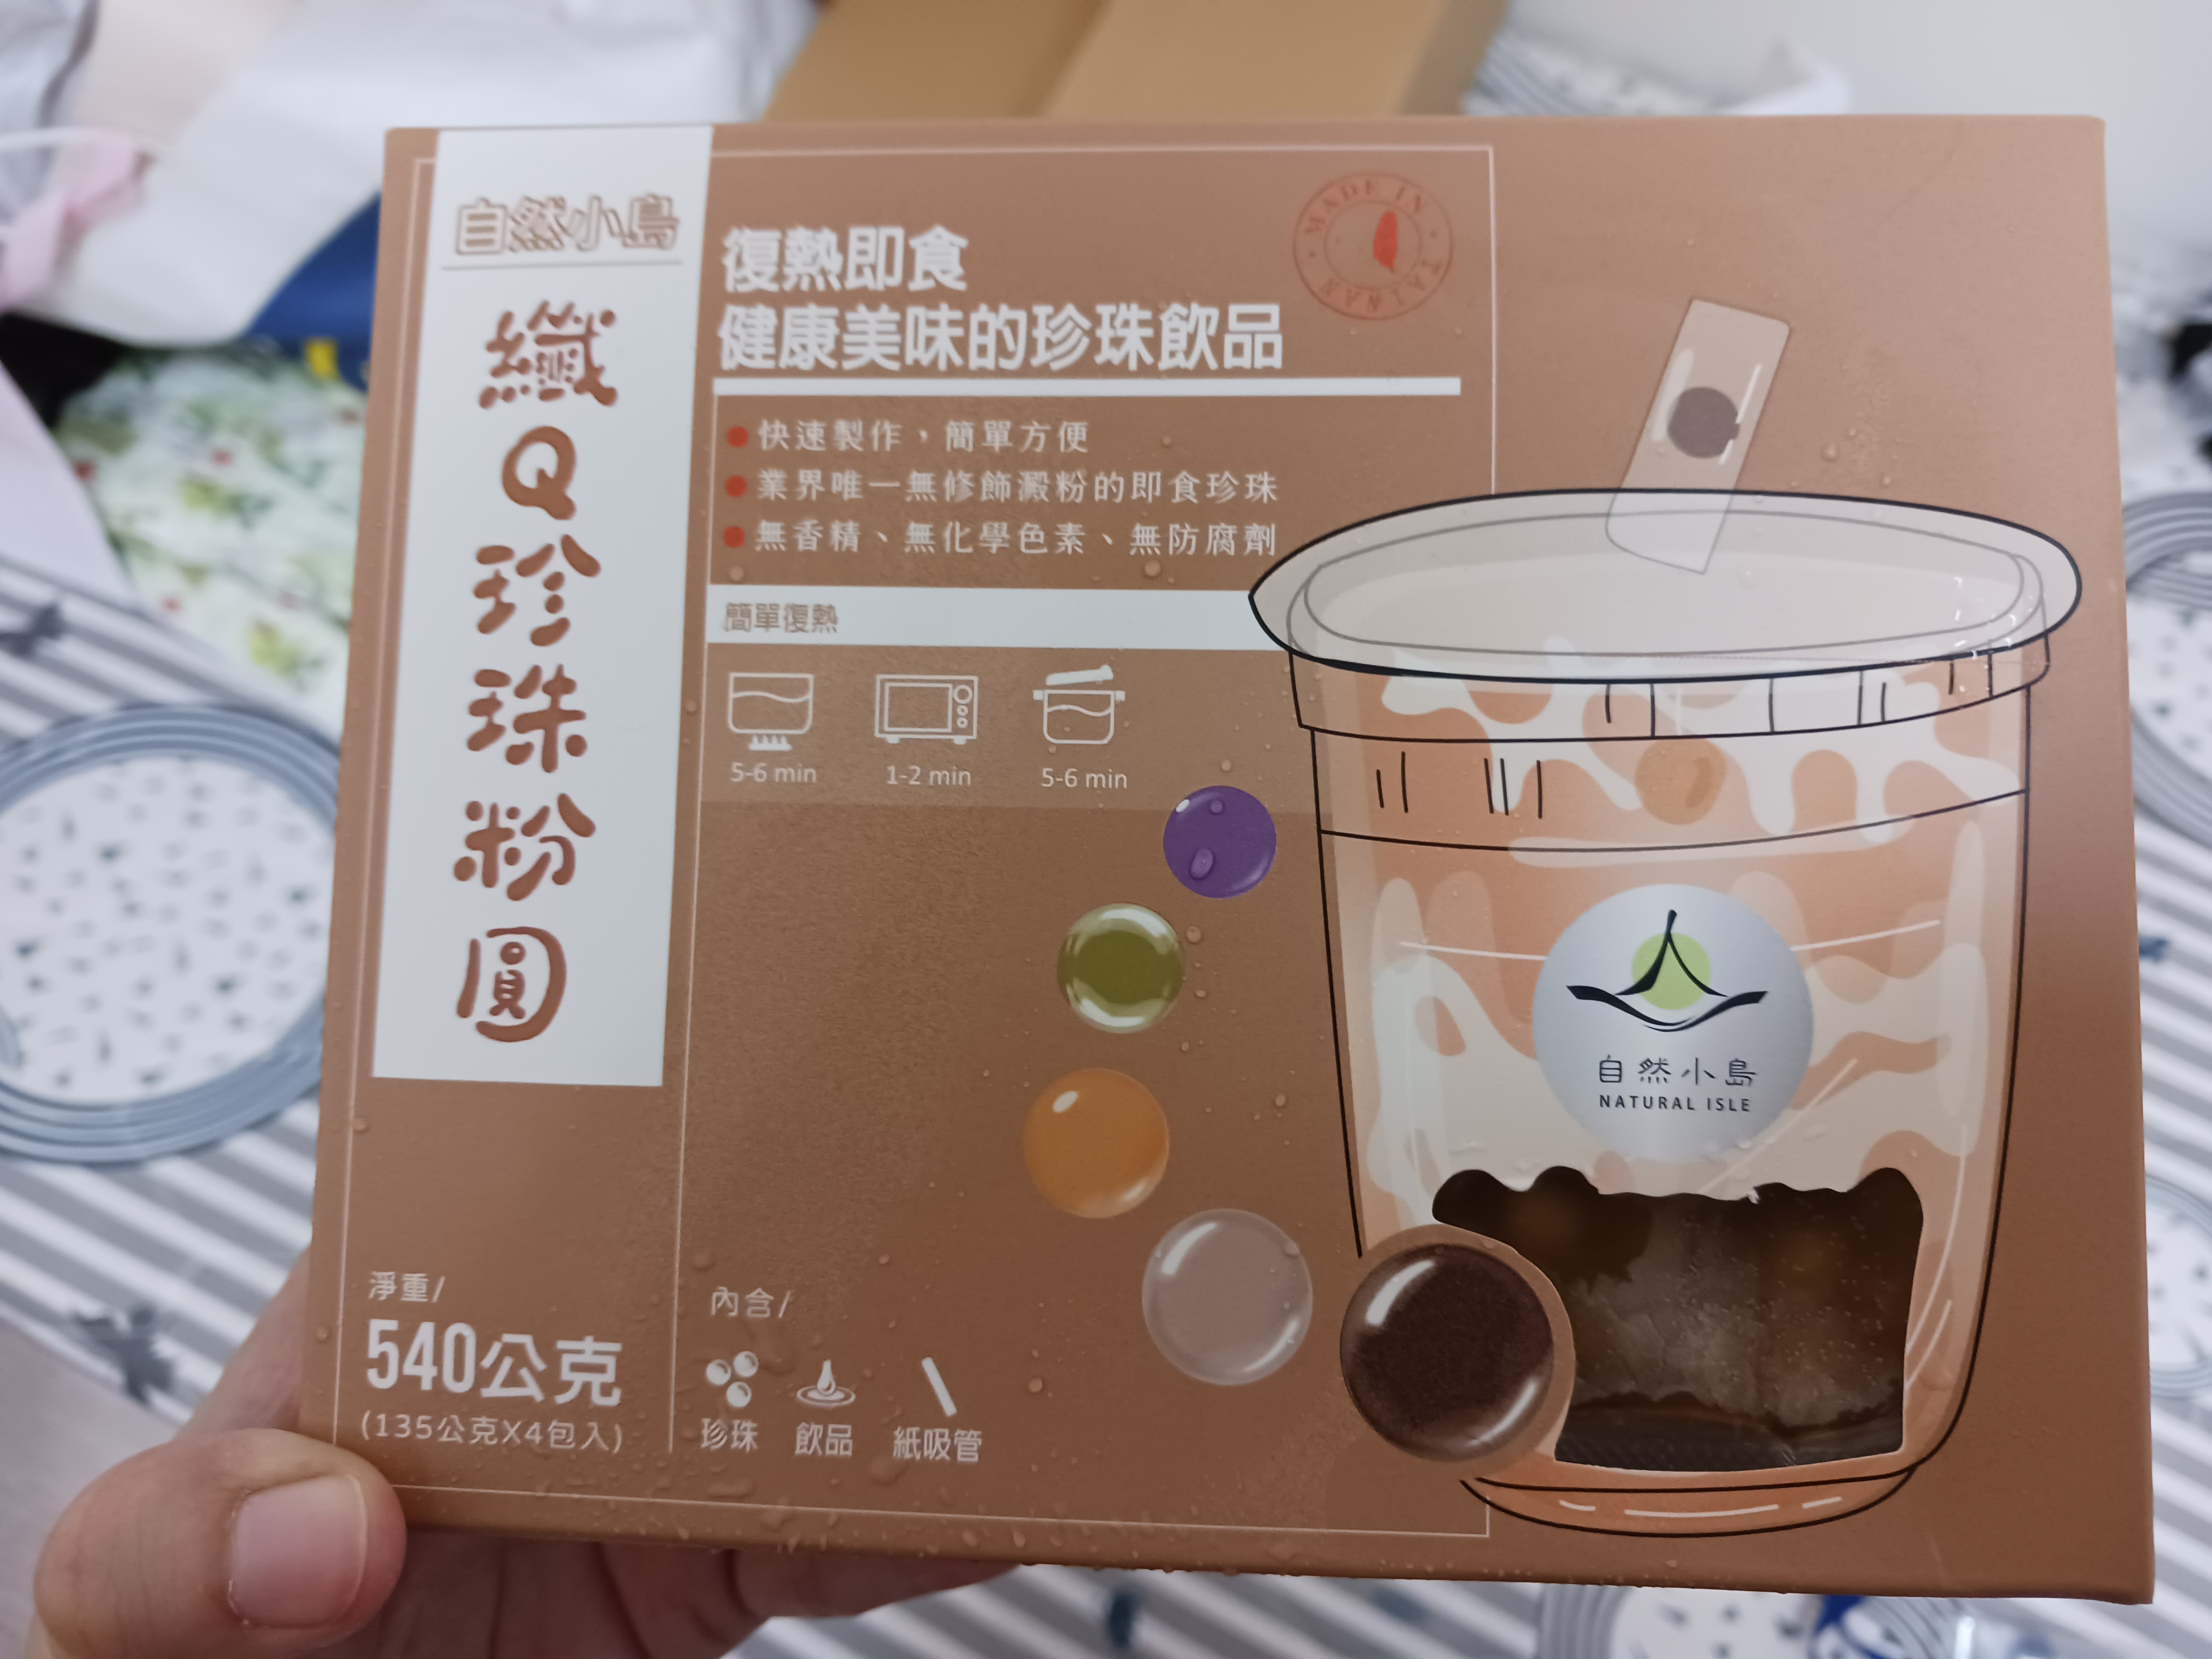 自然小島
纖Q珍珠粉圓
復熱即食
健康美味的珍珠飲品
MADE IN TAIWAN
快速製作，簡單方便
業界唯一無修飾澱粉的即食珍珠
無香精、無化學色素、無防腐劑
簡單復熱
5-6 min
1-2 min
5-6 min
自然小島
NATURAL ISLE
淨重/
540公克
(135公克X4包入)
內含/
珍珠
飲品
紙吸管